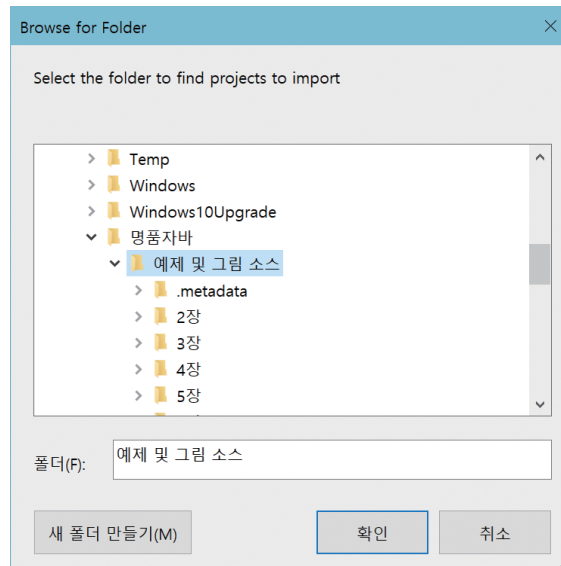 Browse for Folder
Select the folder to find projects to import
Temp
Windows
Windows10Upgrade
명품자바
예제 및 그림 소스
.metadata
2장
3장
4장
5장
폴더(F):
예제 및 그림 소스
새 폴더 만들기(M)
확인
취소